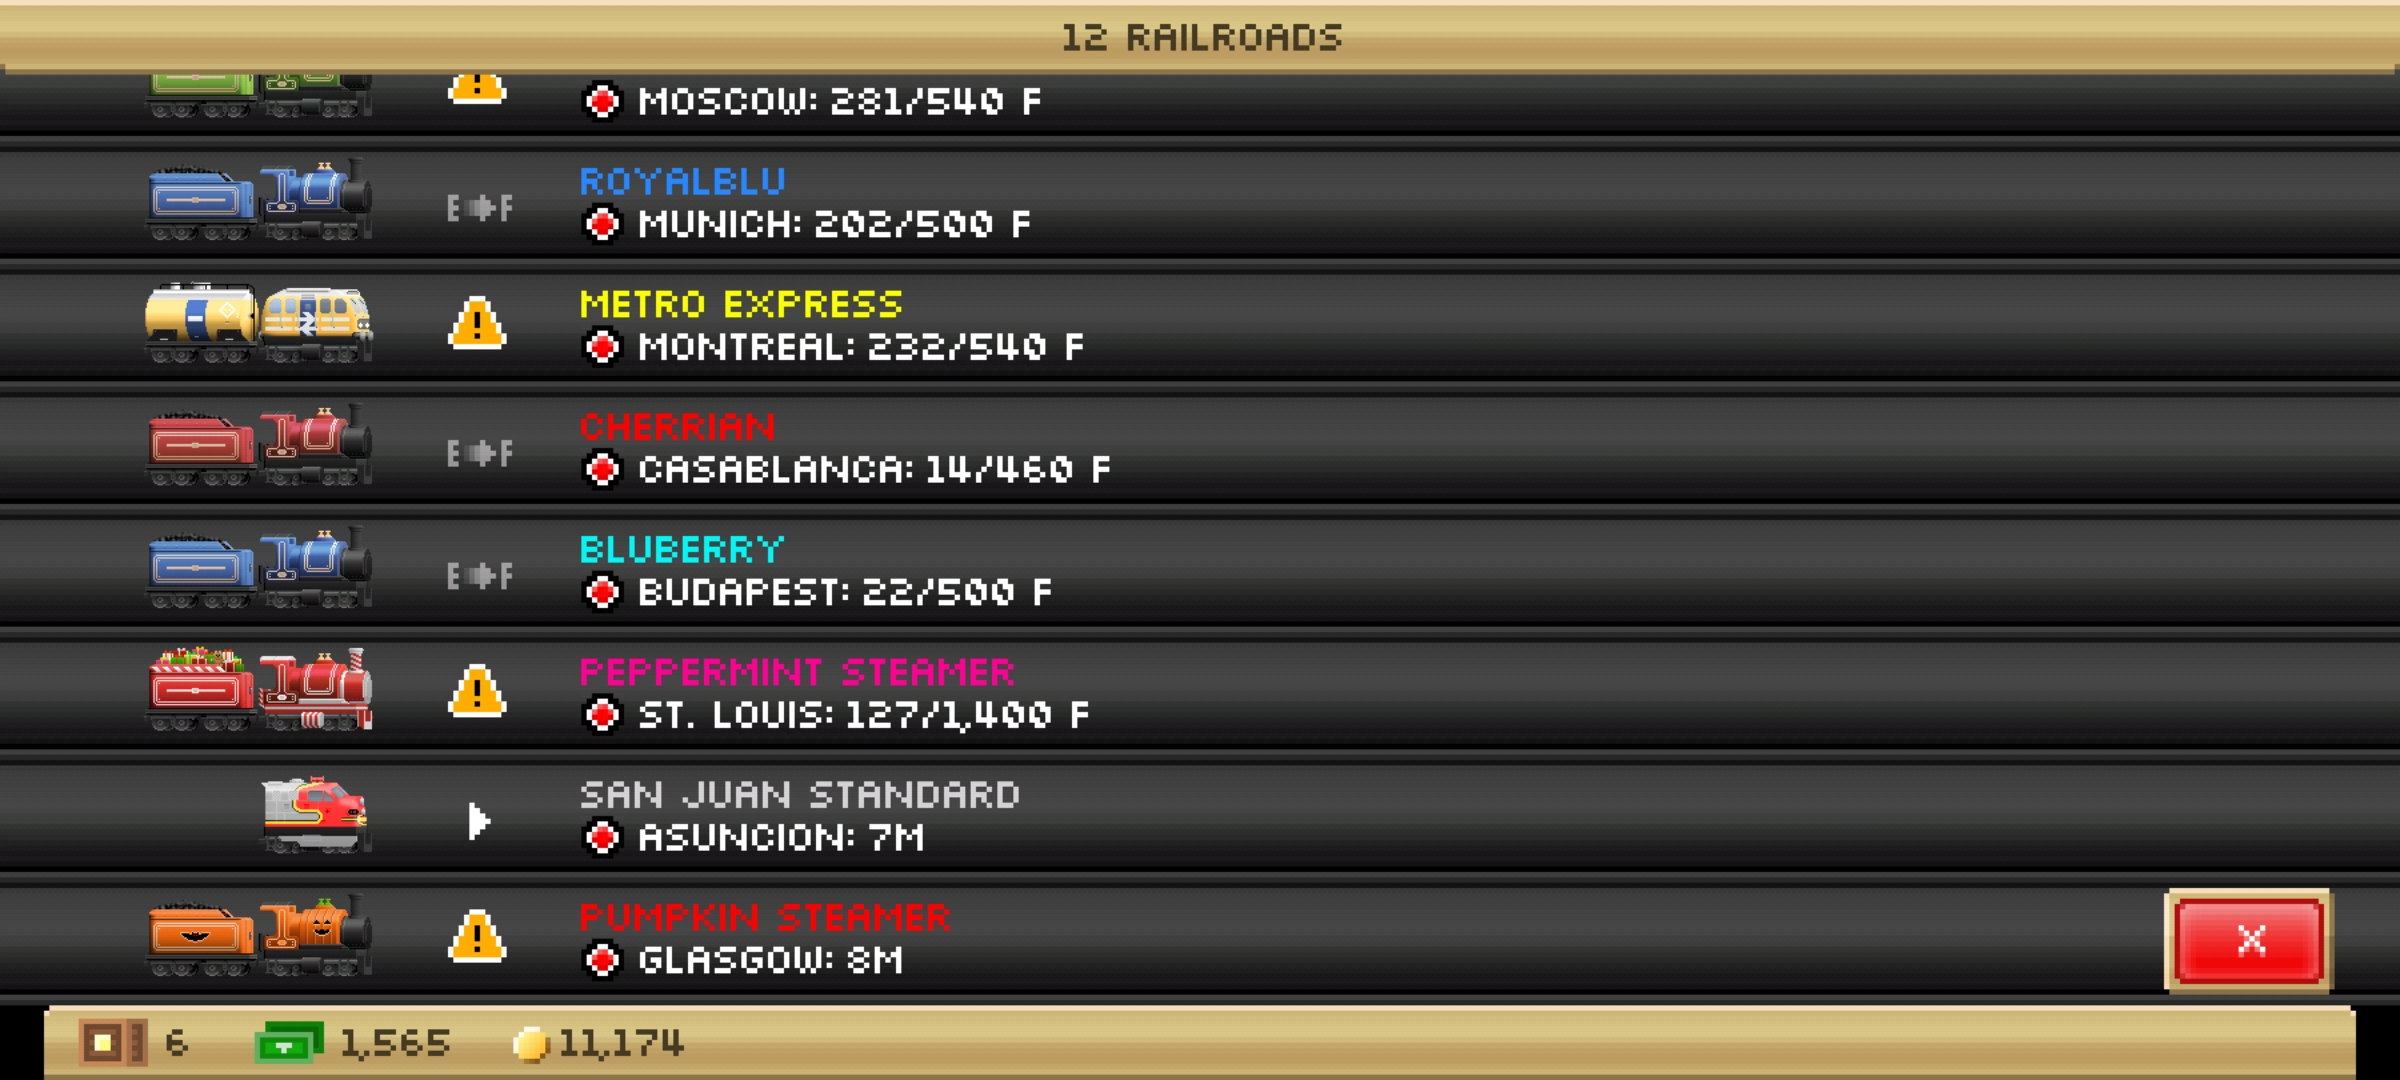 12 RAILROADS
MOSCOW: 281/540 F
E F
ROYALBLU
MUNICH: 202/500 F
METRO EXPRESS
MONTREAL: 232/540 F
E F
CHERRIAN
CASABLANCA: 14/460 F
E F
BLUBERRY
BUDAPEST: 22/500 F
PEPPERMINT STEAMER
ST. LOUIS: 127/1,400 F
SAN JUAN STANDARD
ASUNCION: 7M
PUMPKIN STEAMER
GLASGOW: 8M
X
6 1,565 11,174